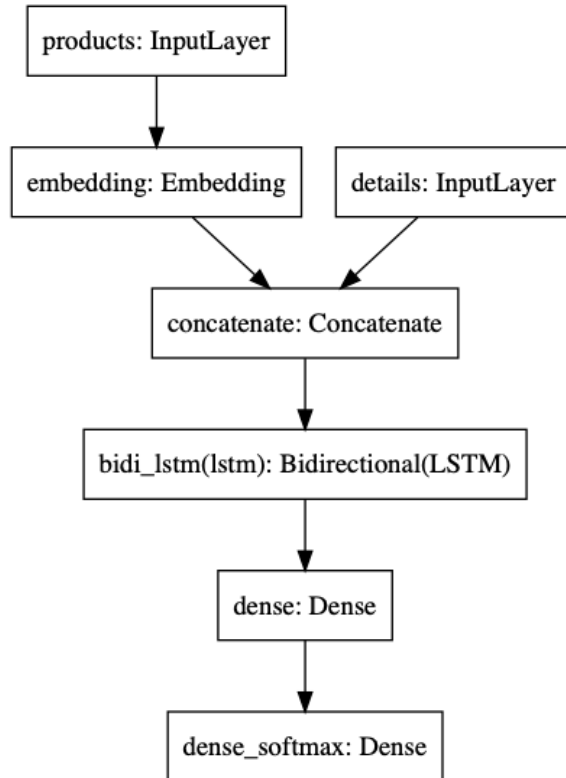 products: InputLayer
embedding: Embedding
details: InputLayer
concatenate: Concatenate
bidi_lstm(lstm): Bidirectional(LSTM)
dense: Dense
dense_softmax: Dense